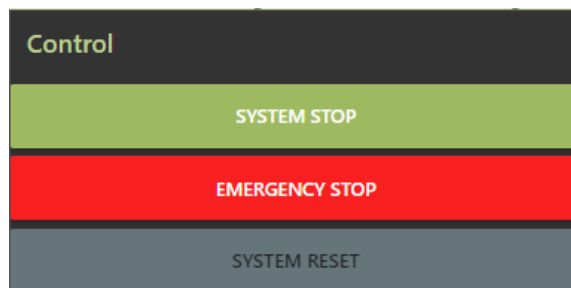 Control
SYSTEM STOP
EMERGENCY STOP
SYSTEM RESET